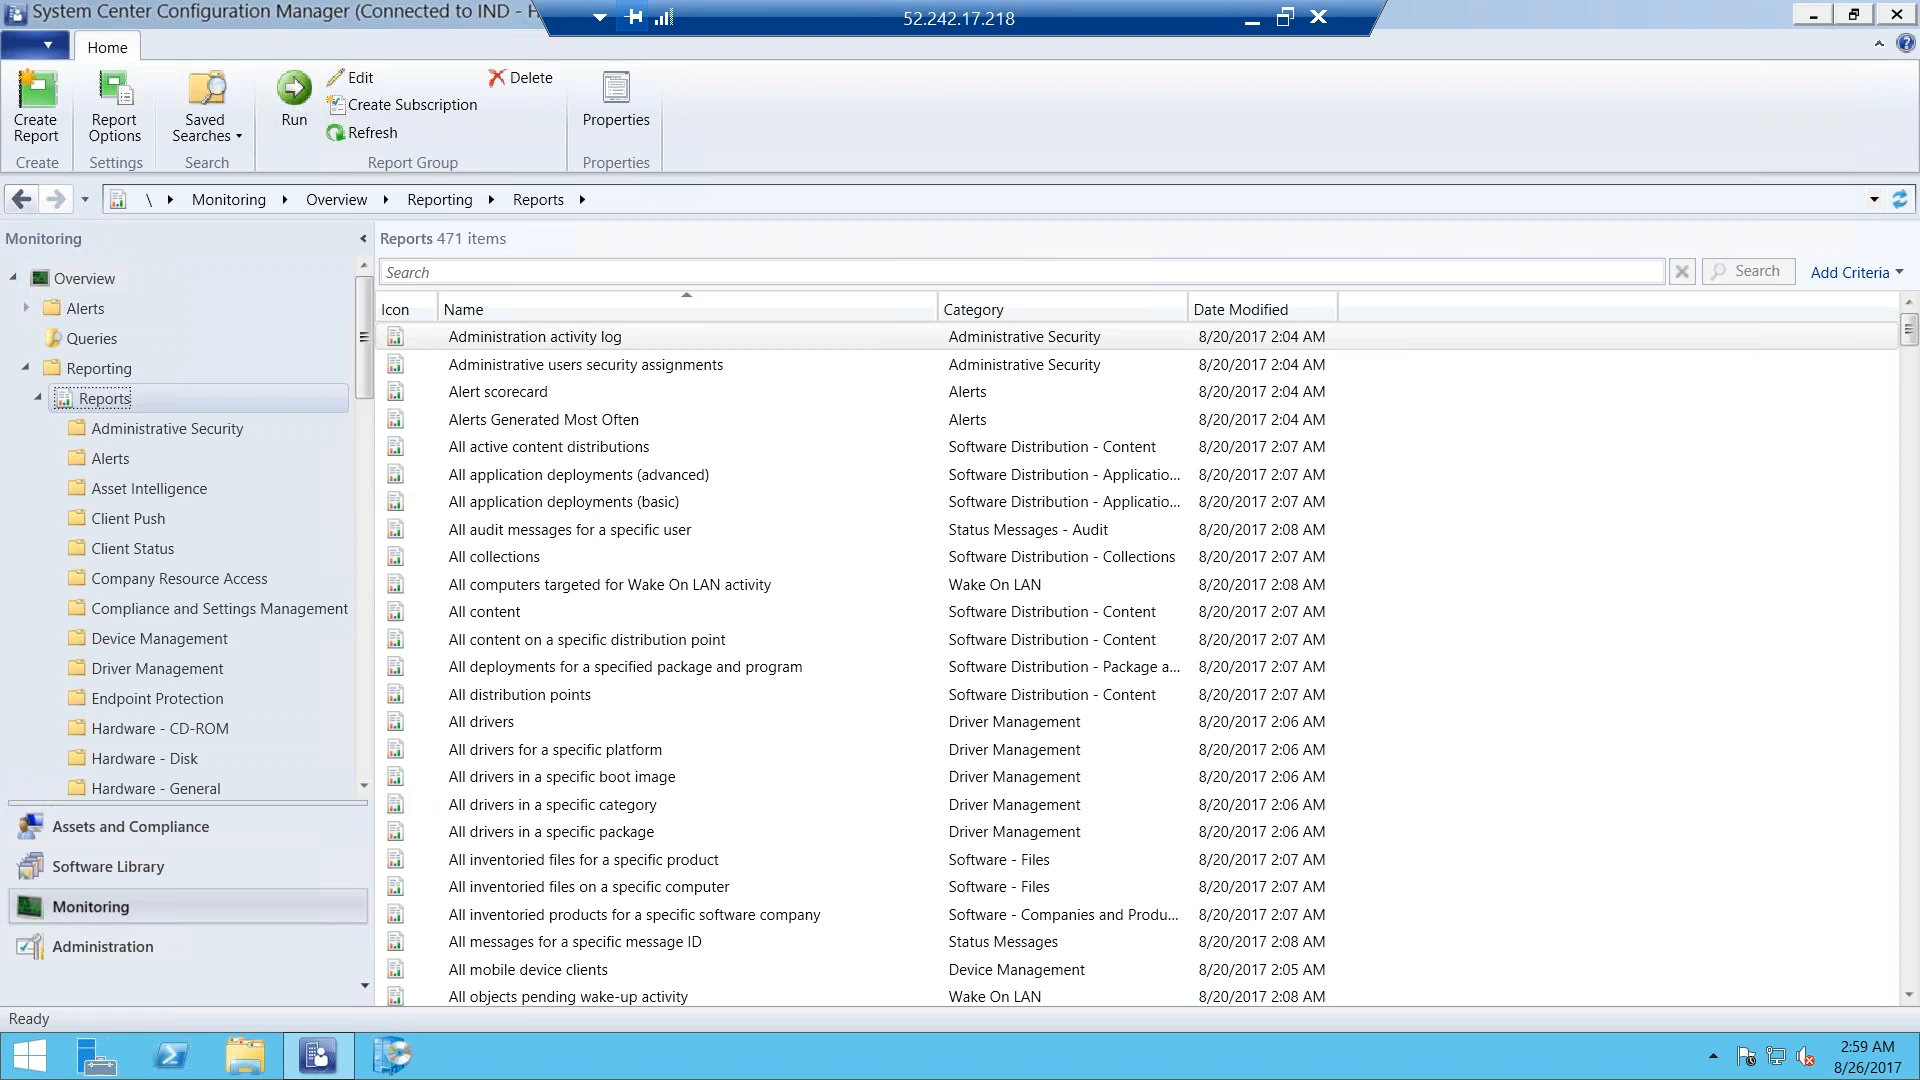 System Center Configuration Manager (Connected to IND - H
52.242.17.218
Home
Create Report
Report Options
Saved Searches
Run
Edit
Create Subscription
Refresh
Delete
Properties
Create
Settings
Search
Report Group
Properties
\ Monitoring Overview Reporting Reports
Monitoring
Overview
Alerts
Queries
Reporting
Reports
Administrative Security
Alerts
Asset Intelligence
Client Push
Client Status
Company Resource Access
Compliance and Settings Management
Device Management
Driver Management
Endpoint Protection
Hardware - CD-ROM
Hardware - Disk
Hardware - General
Assets and Compliance
Software Library
Monitoring
Administration
Reports 471 items
Search
Search
Add Criteria
Icon Name Category Date Modified
Administration activity log Administrative Security 8/20/2017 2:04 AM
Administrative users security assignments Administrative Security 8/20/2017 2:04 AM
Alert scorecard Alerts 8/20/2017 2:04 AM
Alerts Generated Most Often Alerts 8/20/2017 2:04 AM
All active content distributions Software Distribution - Content 8/20/2017 2:07 AM
All application deployments (advanced) Software Distribution - Applicatio... 8/20/2017 2:07 AM
All application deployments (basic) Software Distribution - Applicatio... 8/20/2017 2:07 AM
All audit messages for a specific user Status Messages - Audit 8/20/2017 2:08 AM
All collections Software Distribution - Collections 8/20/2017 2:07 AM
All computers targeted for Wake On LAN activity Wake On LAN 8/20/2017 2:08 AM
All content Software Distribution - Content 8/20/2017 2:07 AM
All content on a specific distribution point Software Distribution - Content 8/20/2017 2:07 AM
All deployments for a specified package and program Software Distribution - Package a... 8/20/2017 2:07 AM
All distribution points Software Distribution - Content 8/20/2017 2:07 AM
All drivers Driver Management 8/20/2017 2:06 AM
All drivers for a specific platform Driver Management 8/20/2017 2:06 AM
All drivers in a specific boot image Driver Management 8/20/2017 2:06 AM
All drivers in a specific category Driver Management 8/20/2017 2:06 AM
All drivers in a specific package Driver Management 8/20/2017 2:06 AM
All inventoried files for a specific product Software - Files 8/20/2017 2:07 AM
All inventoried files on a specific computer Software - Files 8/20/2017 2:07 AM
All inventoried products for a specific software company Software - Companies and Produ... 8/20/2017 2:07 AM
All messages for a specific message ID Status Messages 8/20/2017 2:08 AM
All mobile device clients Device Management 8/20/2017 2:05 AM
All objects pending wake-up activity Wake On LAN 8/20/2017 2:08 AM
Ready
2:59 AM
8/26/2017